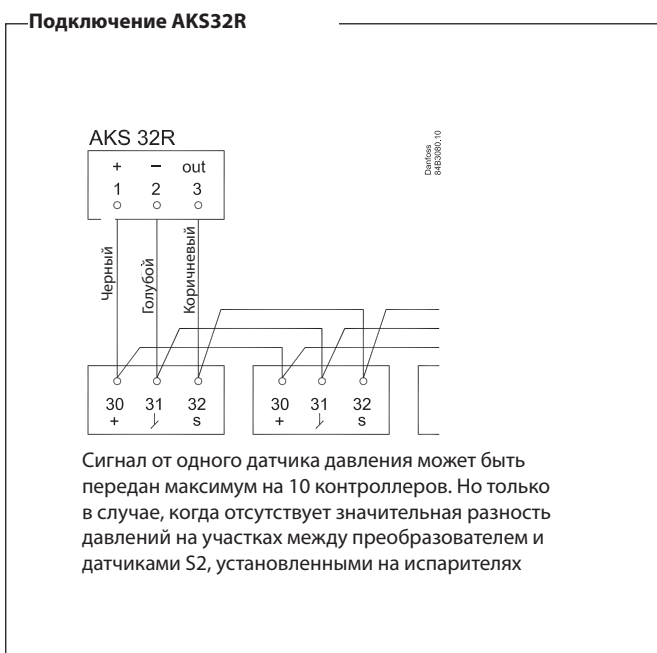 Подключение AKS32R
AKS 32R
+ – out
1 2 3
Danfoss
84B3080.10
Черный
Голубой
Коричневый
30 31 32 30 31 32
+ s + s
Сигнал от одного датчика давления может быть
передан максимум на 10 контроллеров. Но только
в случае, когда отсутствует значительная разность
давлений на участках между преобразователем и
датчиками S2, установленными на испарителях